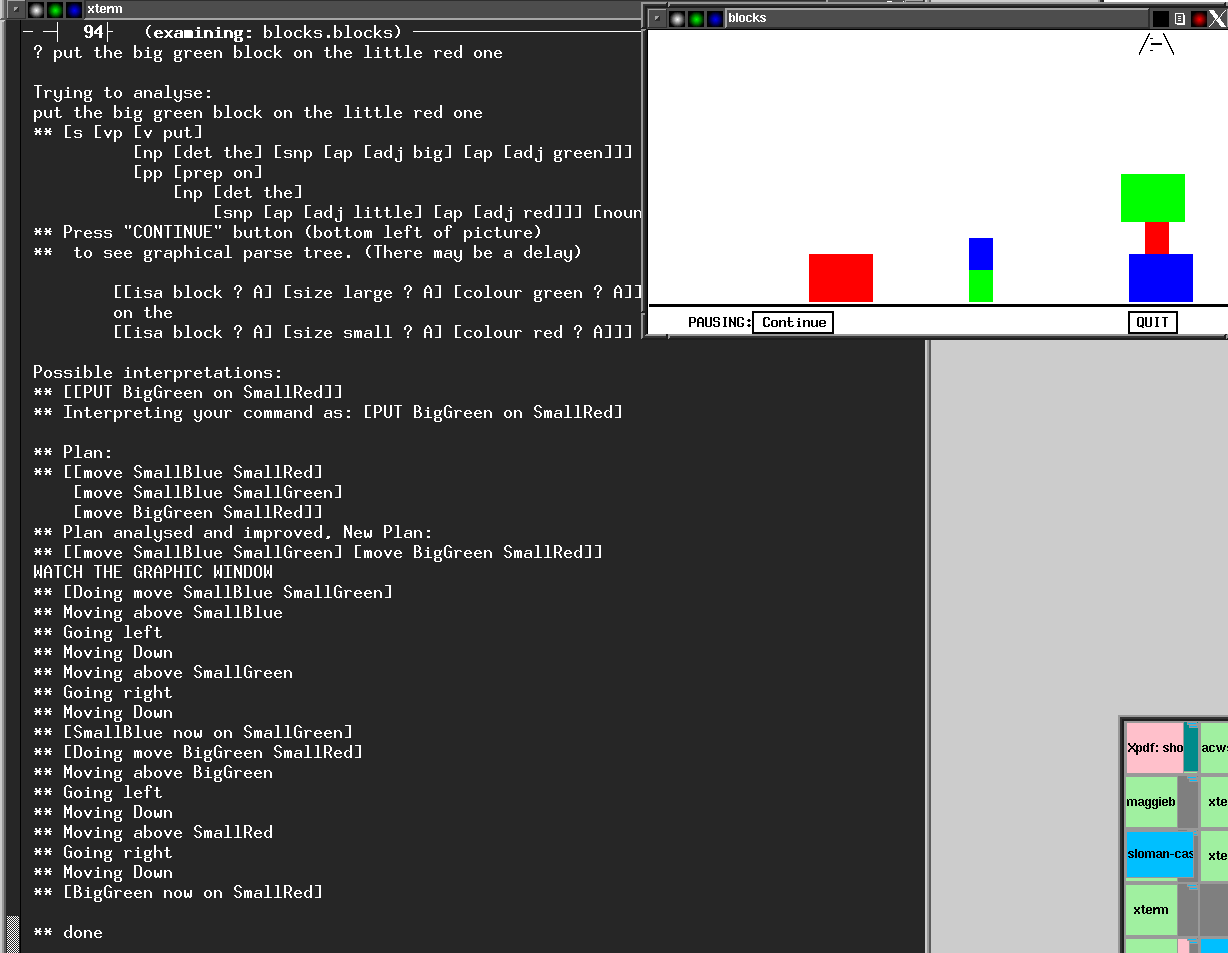 xterm
94 (examining: blocks.blocks)
? put the big green block on the little red one
Trying to analyse:
put the big green block on the little red one
** [s [vp [v put]
[np [det the] [snp [ap [adj big] [ap [adj green]]]
[pp [prep on]
[np [det the]
[snp [ap [adj little] [ap [adj red]]] [noun
** Press "CONTINUE" button (bottom left of picture)
** to see graphical parse tree. (There may be a delay)
[[isa block ? A] [size large ? A] [colour green ? A]]
on the
[[isa block ? A] [size small ? A] [colour red ? A]]]
Possible interpretations:
** [[PUT BigGreen on SmallRed]]
** Interpreting your command as: [PUT BigGreen on SmallRed]
** Plan:
** [[move SmallBlue SmallRed]
[move SmallBlue SmallGreen]
[move BigGreen SmallRed]]
** Plan analysed and improved, New Plan:
** [[move SmallBlue SmallGreen] [move BigGreen SmallRed]]
WATCH THE GRAPHIC WINDOW
** [Doing move SmallBlue SmallGreen]
** Moving above SmallBlue
** Going left
** Moving Down
** Moving above SmallGreen
** Going right
** Moving Down
** [SmallBlue now on SmallGreen]
** [Doing move BigGreen SmallRed]
** Moving above BigGreen
** Going left
** Moving Down
** Moving above SmallRed
** Going right
** Moving Down
** [BigGreen now on SmallRed]
** done
blocks
PAUSING: Continue
QUIT
Xpdf: sho
acw
maggieb
xte
sloman-cas
xte
xterm